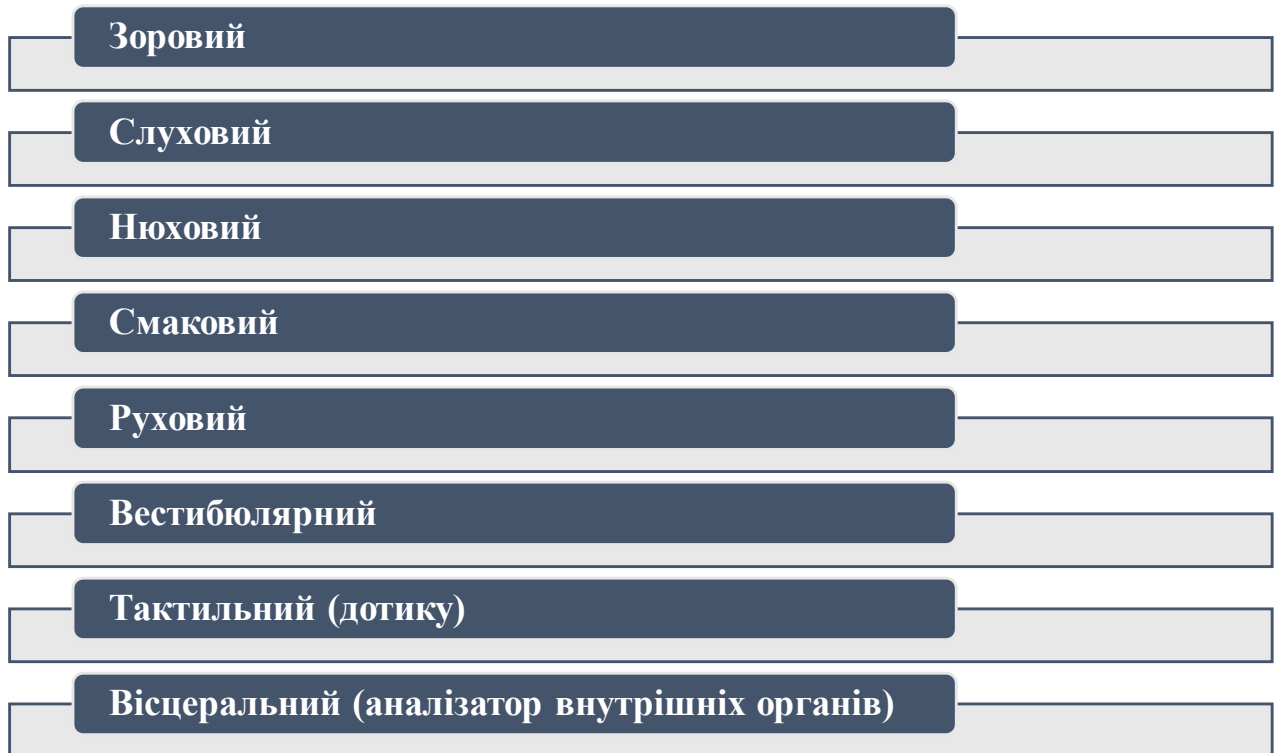 Зоровий
Слуховий
Нюховий
Смаковий
Руховий
Вестибюлярний
Тактильний (дотику)
Вісцеральний (аналізатор внутрішніх органів)